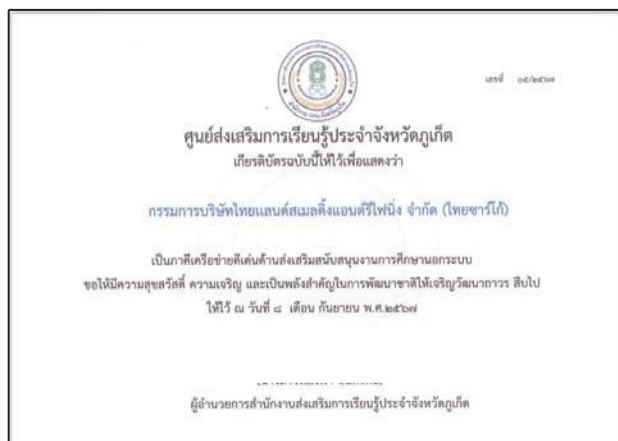 เลขที่ ๐๕/๒๕๖๗
ศูนย์ส่งเสริมการเรียนรู้ประจำจังหวัดภูเก็ต
เกียรติบัตรฉบับนี้ให้ไว้เพื่อแสดงว่า
กรรมการบริษัทไทยแลนด์สเมลติ้งแอนด์รีไฟนิ่ง จำกัด (ไทยซาร์โก้)
เป็นภาคีเครือข่ายดีเด่นด้านส่งเสริมสนับสนุนงานการศึกษานอกระบบ
ขอให้มีความสุขสวัสดิ์ ความเจริญ และเป็นพลังสำคัญในการพัฒนาชาติให้เจริญวัฒนาถาวร สืบไป
ให้ไว้ ณ วันที่ ๘ เดือน กันยายน พ.ศ.๒๕๖๗
ผู้อำนวยการสำนักงานส่งเสริมการเรียนรู้ประจำจังหวัดภูเก็ต